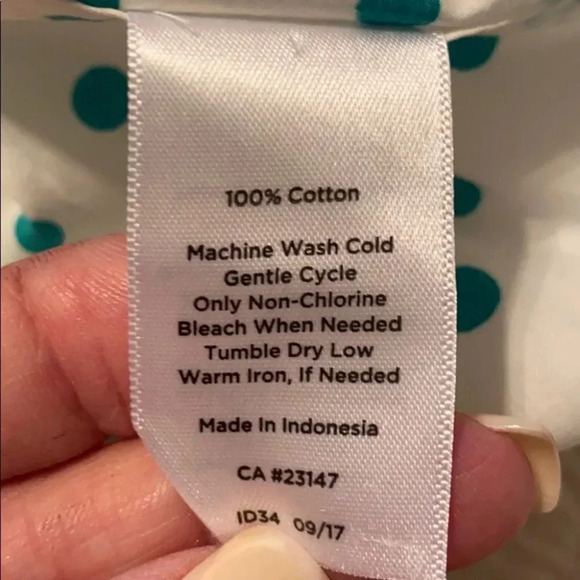 100% Cotton
Machine Wash Cold
Gentle Cycle
Only Non-Chlorine
Bleach When Needed
Tumble Dry Low
Warm Iron, If Needed
Made In Indonesia
CA #23147
ID34 09/17